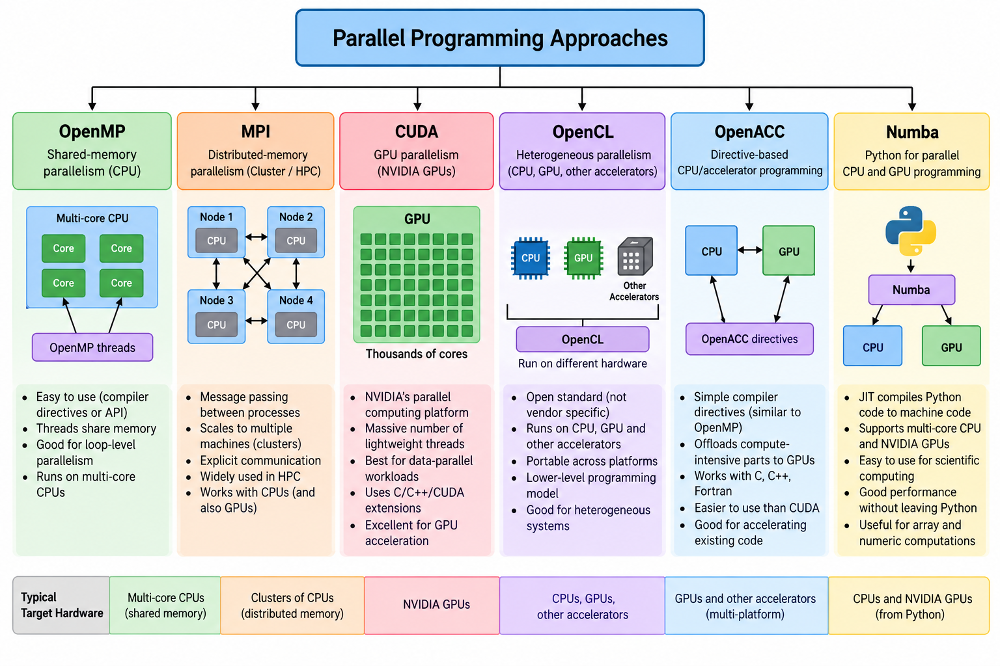 Parallel Programming Approaches
OpenMP
Shared-memory
parallelism (CPU)
MPI
Distributed-memory
parallelism (Cluster / HPC)
CUDA
GPU parallelism
(NVIDIA GPUs)
OpenCL
Heterogeneous parallelism
(CPU, GPU, other accelerators)
OpenACC
Directive-based
CPU/accelerator programming
Numba
Python for parallel
CPU and GPU programming
Multi-core CPU
Core
Core
Core
Core
OpenMP threads
Node 1
CPU
Node 2
CPU
Node 3
CPU
Node 4
CPU
GPU
Thousands of cores
CPU
GPU
Other
Accelerators
OpenCL
Run on different hardware
CPU
GPU
OpenACC directives
Numba
CPU
GPU
• Easy to use (compiler
directives or API)
• Threads share memory
• Good for loop-level
parallelism
• Runs on multi-core
CPUs
• Message passing
between processes
• Scales to multiple
machines (clusters)
• Explicit communication
• Widely used in HPC
• Works with CPUs (and
also GPUs)
• NVIDIA's parallel
computing platform
• Massive number of
lightweight threads
• Best for data-parallel
workloads
• Uses C/C++/CUDA
extensions
• Excellent for GPU
acceleration
• Open standard (not
vendor specific)
• Runs on CPU, GPU and
other accelerators
• Portable across platforms
• Lower-level programming
model
• Good for heterogeneous
systems
• Simple compiler
directives (similar to
OpenMP)
• Offloads compute-
intensive parts to GPUs
• Works with C, C++,
Fortran
• Easier to use than CUDA
• Good for accelerating
existing code
• JIT compiles Python
code to machine code
• Supports multi-core CPU
and NVIDIA GPUs
• Easy to use for scientific
computing
• Good performance
without leaving Python
• Useful for array and
numeric computations
Typical
Target Hardware
Multi-core CPUs
(shared memory)
Clusters of CPUs
(distributed memory)
NVIDIA GPUs
CPUs, GPUs,
other accelerators
GPUs and other accelerators
(multi-platform)
CPUs and NVIDIA GPUs
(from Python)